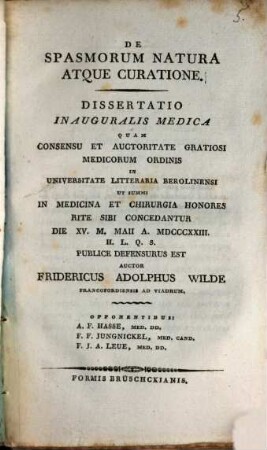 5.
DE
SPASMORUM NATURA
ATQUE CURATIONE.
DISSERTATIO
INAUGURALIS MEDICA
QUAM
CONSENSU ET AUCTORITATE GRATIOSI
MEDICORUM ORDINIS
IN
UNIVERSITATE LITTERARIA BEROLINENSI
UT SUMMI
IN MEDICINA ET CHIRURGIA HONORES
RITE SIBI CONCEDANTUR
DIE XV. M. MAII A. MDCCCXXIII.
H. L. Q. S.
PUBLICE DEFENSURUS EST
AUCTOR
FRIDERICUS ADOLPHUS WILDE
FRANCOFORDIENSIS AD VIADRUM.
OPPONENTIBUS:
A. F. HASSE, MED. DD.
F. F. JUNGNICKEL, MED. CAND.
F. J. A. LEUE, MED. DD.
FORMIS BRÜSCHCKIANIS.